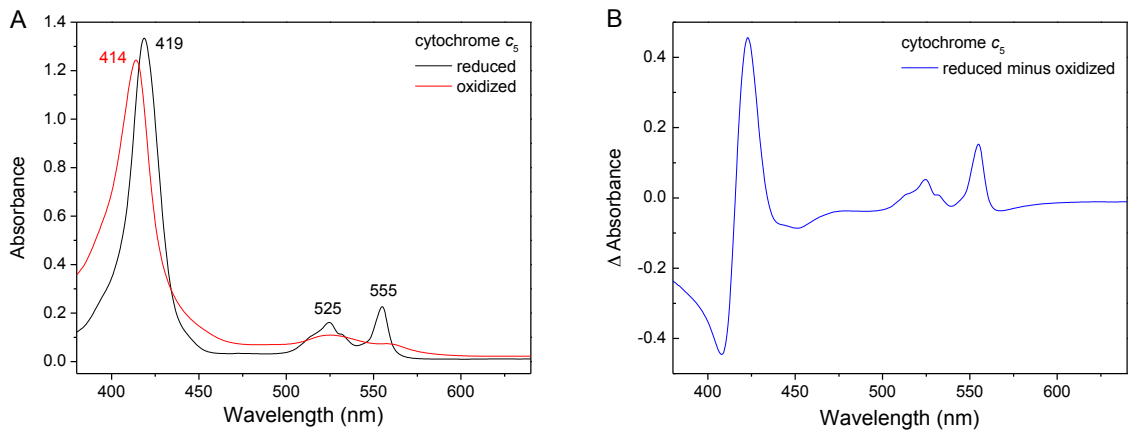 A
1.4
1.2
1.0
0.8
0.6
0.4
0.2
0.0
Absorbance
414
419
525
555
cytochrome c5
reduced
oxidized
400
450
500
550
600
Wavelength (nm)
B
0.4
0.2
0.0
-0.2
-0.4
Δ Absorbance
cytochrome c5
reduced minus oxidized
400
450
500
550
600
Wavelength (nm)